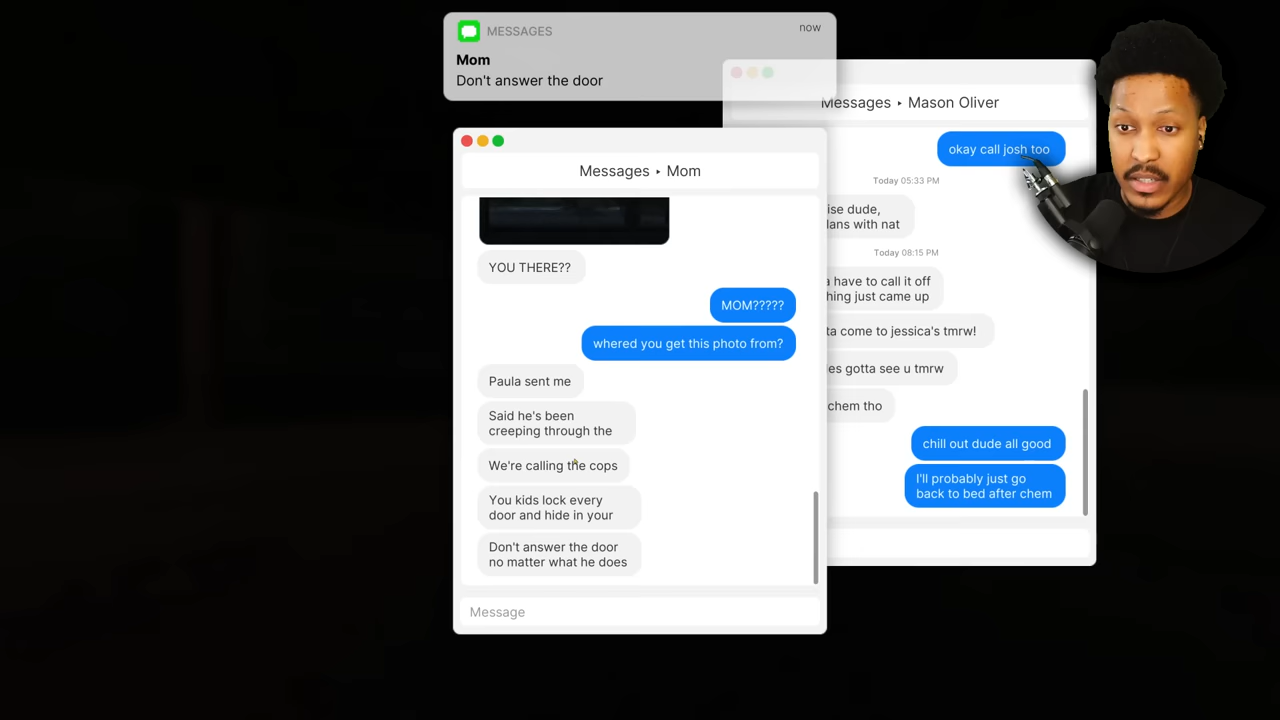 MESSAGES
now
Mom
Don't answer the door
Messages ‣ Mason Oliver
okay call josh too
Today 05:33 PM
ise dude,
lans with nat
Today 08:15 PM
a have to call it off
hing just came up
ta come to jessica's tmrw!
es gotta see u tmrw
chem tho
chill out dude all good
I'll probably just go
back to bed after chem
Messages ‣ Mom
YOU THERE??
MOM?????
whered you get this photo from?
Paula sent me
Said he's been
creeping through the
We're calling the cops
You kids lock every
door and hide in your
Don't answer the door
no matter what he does
Message